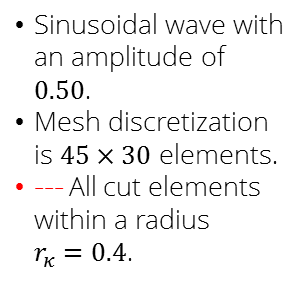 • Sinusoidal wave with
an amplitude of
0.50.
• Mesh discretization
is 45 × 30 elements.
• --- All cut elements
within a radius
r_κ = 0.4.